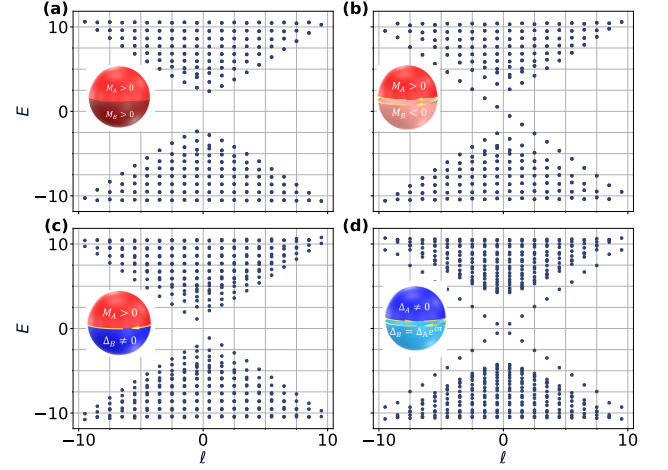 (a)
(b)
10
0
−10
E
M_A > 0
M_B > 0
M_A > 0
M_B < 0
(c)
(d)
10
0
−10
E
M_A > 0
Δ_B ≠ 0
Δ_A ≠ 0
Δ_B = Δ_A e^{iπ}
−10
0
10
−10
0
10
ℓ
ℓ